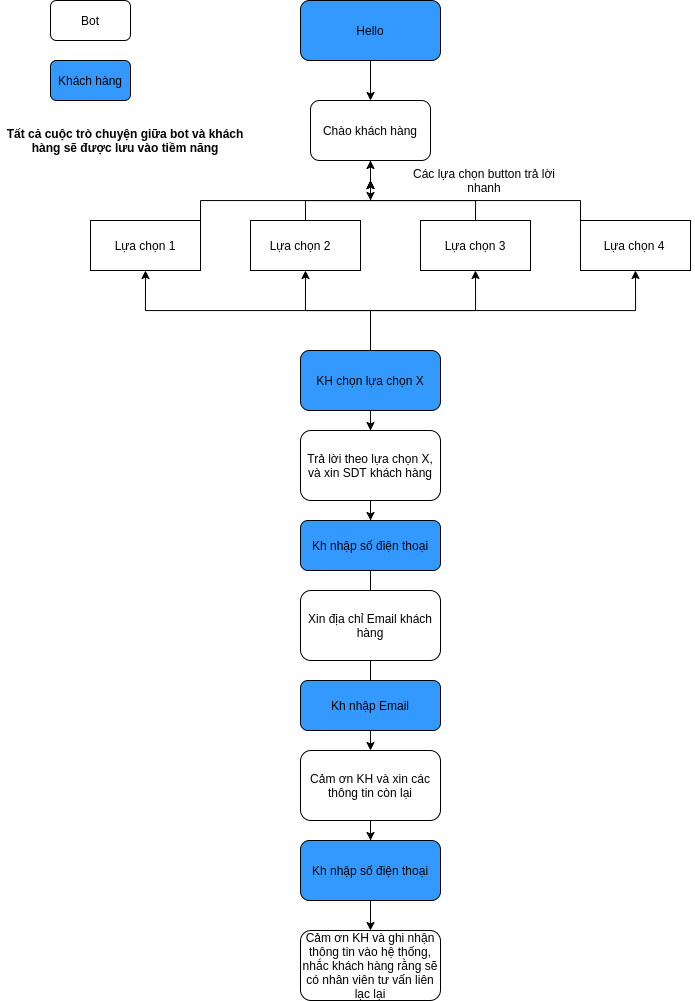 Bot
Hello
Khách hàng
Tất cả cuộc trò chuyện giữa bot và khách
hàng sẽ được lưu vào tiềm năng
Chào khách hàng
Các lựa chọn button trả lời
nhanh
Lựa chọn 1
Lựa chọn 2
Lựa chọn 3
Lựa chọn 4
KH chọn lựa chọn X
Trả lời theo lựa chọn X,
và xin SDT khách hàng
Kh nhập số điện thoại
Xin địa chỉ Email khách
hàng
Kh nhập Email
Cảm ơn KH và xin các
thông tin còn lại
Kh nhập số điện thoại
Cảm ơn KH và ghi nhận
thông tin vào hệ thống,
nhắc khách hàng rằng sẽ
có nhân viên tư vấn liên
lạc lại